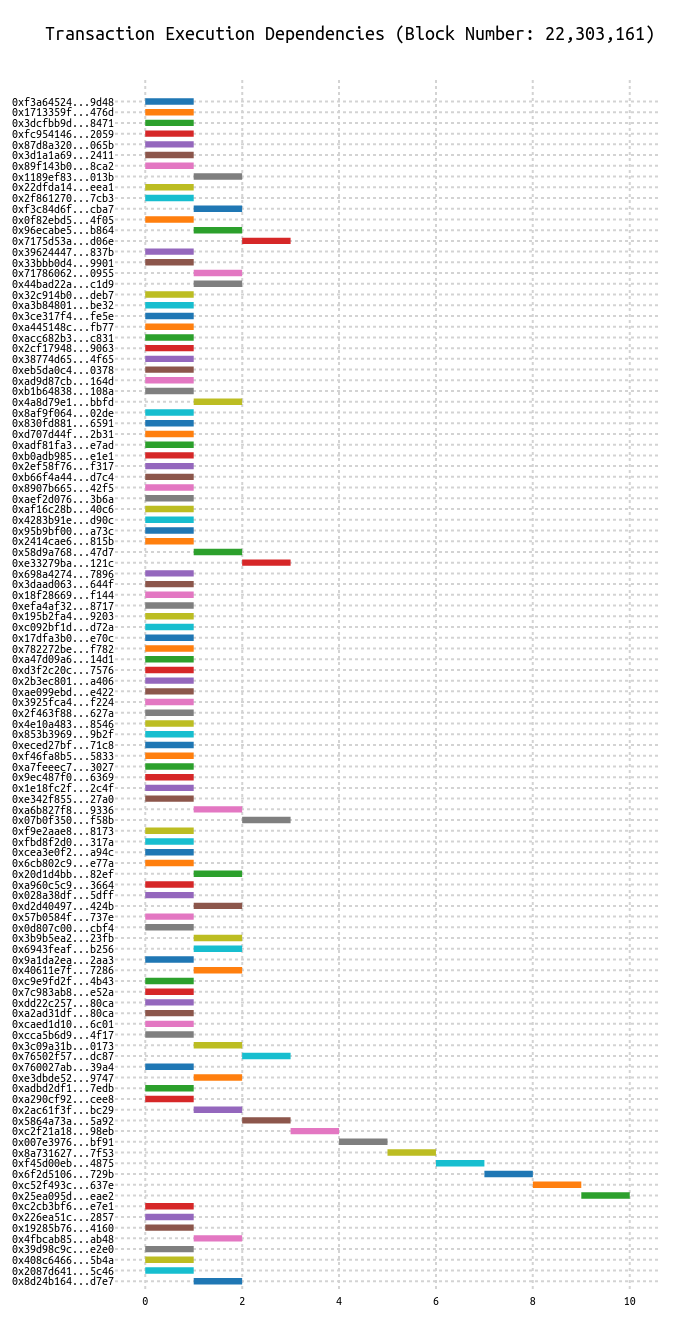 Transaction Execution Dependencies (Block Number: 22,303,161)
0xf3a64524...9d48
0x1713359f...476d
0x3dcfbb9d...8471
0xfc954146...2059
0x87d8a320...065b
0x3d1a1a69...2411
0x89f143b0...8ca2
0x1189ef83...013b
0x22dfda14...eea1
0x2f861270...7cb3
0xf3c84d6f...cba7
0x0f82ebd5...4f05
0x96ecabe5...b864
0x7175d53a...d06e
0x39624447...837b
0x33bbb0d4...9901
0x71786062...0955
0x44bad22a...c1d9
0x32c914b0...deb7
0xa3b84801...be32
0x3ce317f4...fe5e
0xa445148c...fb77
0xacc682b3...c831
0x2cf17948...9063
0x38774d65...4f65
0xeb5da0c4...0378
0xad9d87cb...164d
0xb1b64838...108a
0x4a8d79e1...bbfd
0x8af9f064...02de
0x830fd881...6591
0xd707d44f...2b31
0xadf81fa3...e7ad
0xb0adb985...e1e1
0x2ef58f76...f317
0xb66f4a44...d7c4
0x8907b665...42f5
0xaef2d076...3b6a
0xaf16c28b...40c6
0x4283b91e...d90c
0x95b9bf00...a73c
0x2414cae6...815b
0x58d9a768...47d7
0xe33279ba...121c
0x698a4274...7896
0x3daad063...644f
0x18f28669...f144
0xefa4af32...8717
0x195b2fa4...9203
0xc092bf1d...d72a
0x17dfa3b0...e70c
0x782272be...f782
0xa47d09a6...14d1
0xd3f2c20c...7576
0x2b3ec801...a406
0xae099ebd...e422
0x3925fca4...f224
0x2f463f88...627a
0x4e10a483...8546
0x853b3969...9b2f
0xeced27bf...71c8
0xf46fa8b5...5833
0xa7feeec7...3027
0x9ec487f0...6369
0x1e18fc2f...2c4f
0xe342f855...27a0
0xa6b827f8...9336
0x07b0f350...f58b
0xf9e2aae8...8173
0xfbd8f2d0...317a
0xcea3e0f2...a94c
0x6cb802c9...e77a
0x20d1d4bb...82ef
0xa960c5c9...3664
0x028a38df...5dff
0xd2d40497...424b
0x57b0584f...737e
0x0d807c00...cbf4
0x3b9b5ea2...23fb
0x6943feaf...b256
0x9a1da2ea...2aa3
0x40611e7f...7286
0xc9e9fd2f...4b43
0x7c983ab8...e52a
0xdd22c257...80ca
0xa2ad31df...80ca
0xcaed1d10...6c01
0xcca5b6d9...4f17
0x3c09a31b...0173
0x76502f57...dc87
0x760027ab...39a4
0xe3dbde52...9747
0xadbd2df1...7edb
0xa290cf92...cee8
0x2ac61f3f...bc29
0x5864a73a...5a92
0xc2f21a18...98eb
0x007e3976...bf91
0x8a731627...7f53
0xf45d00eb...4875
0x6f2d5106...729b
0xc52f493c...637e
0x25ea095d...eae2
0xc2cb3bf6...e7e1
0x226ea51c...2857
0x19285b76...4160
0x4fbcab85...ab48
0x39d98c9c...e2e0
0x408c6466...5b4a
0x2087d641...5c46
0x8d24b164...d7e7
0 2 4 6 8 10